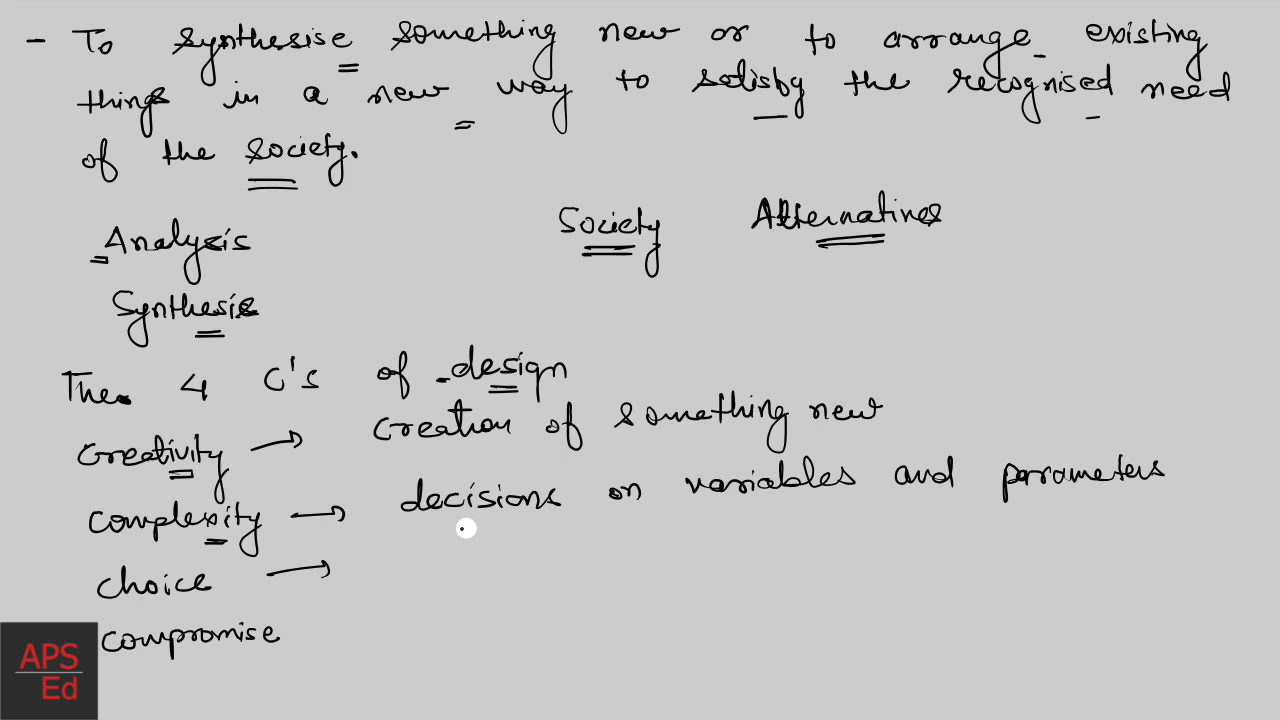 - To synthesise something new or to arrange existing
things in a new way to satisfy the recognised need
of the society.
Society Alternatives
Analysis
Synthesis
The 4 C's of design
Creativity → Creation of something new
Complexity → decisions on variables and parameters
Choice →
Compromise
APS
Ed